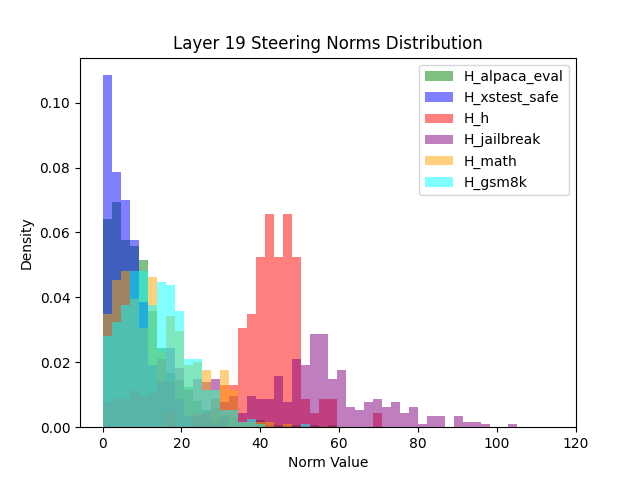 Layer 19 Steering Norms Distribution
H_alpaca_eval
H_xstest_safe
H_h
H_jailbreak
H_math
H_gsm8k
Density
0.10
0.08
0.06
0.04
0.02
0.00
0
20
40
60
80
100
120
Norm Value